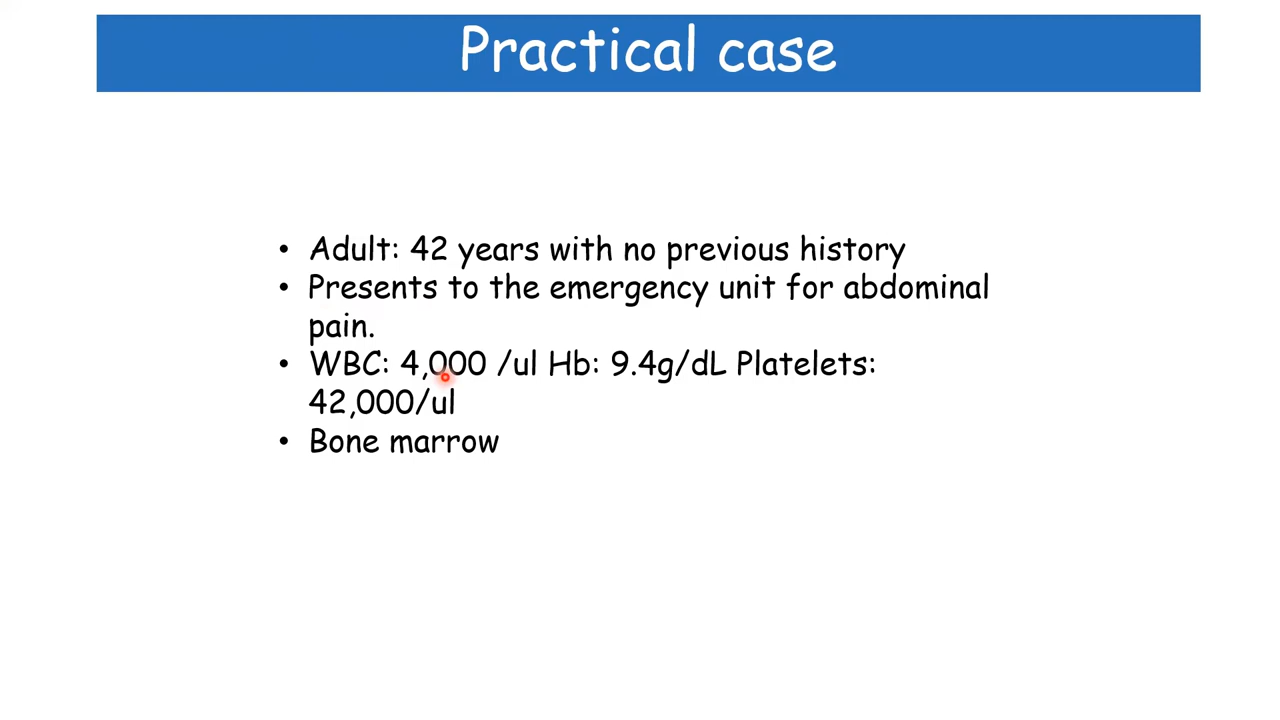 Practical case
• Adult: 42 years with no previous history
• Presents to the emergency unit for abdominal
pain.
• WBC: 4,000 /ul Hb: 9.4g/dL Platelets:
42,000/ul
• Bone marrow